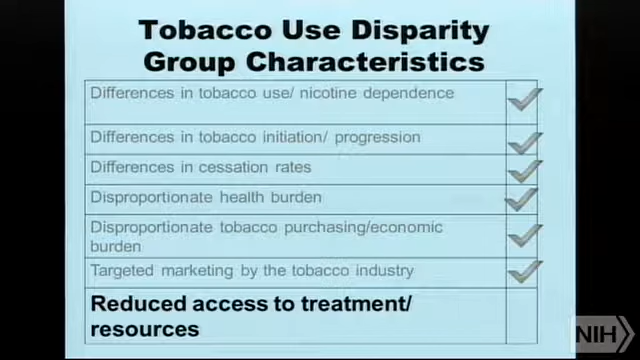 Tobacco Use Disparity
Group Characteristics
Differences in tobacco use/ nicotine dependence
Differences in tobacco initiation/ progression
Differences in cessation rates
Disproportionate health burden
Disproportionate tobacco purchasing/economic
burden
Targeted marketing by the tobacco industry
Reduced access to treatment/
resources
NIH